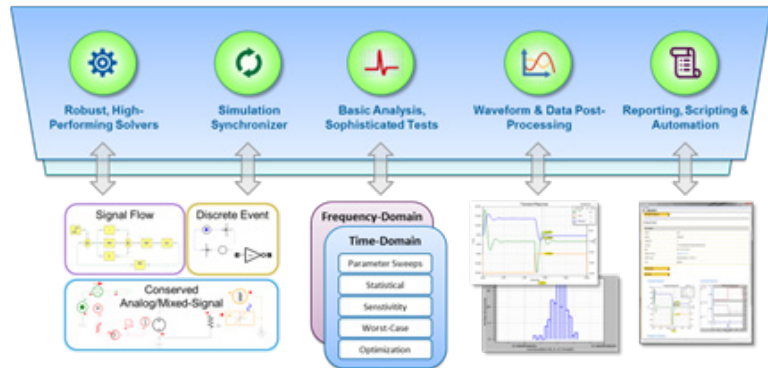 Robust, High-
Performing Solvers
Simulation
Synchronizer
Basic Analysis,
Sophisticated Tests
Waveform & Data Post-
Processing
Reporting, Scripting &
Automation
Signal Flow
Discrete Event
Conserved
Analog/Mixed-Signal
Frequency-Domain
Time-Domain
Parameter Sweeps
Statistical
Senstivitity
Worst-Case
Optimization